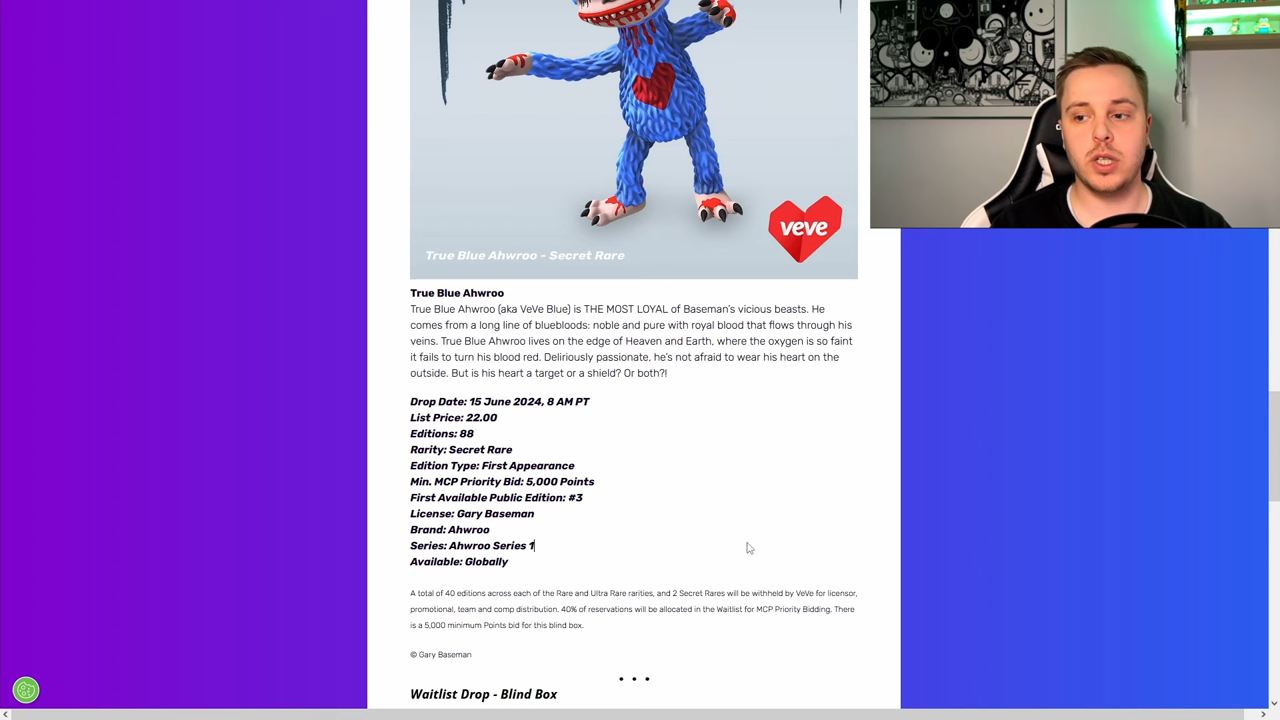 veve
True Blue Ahwroo - Secret Rare
True Blue Ahwroo
True Blue Ahwroo (aka VeVe Blue) is THE MOST LOYAL of Baseman's vicious beasts. He
comes from a long line of bluebloods: noble and pure with royal blood that flows through his
veins. True Blue Ahwroo lives on the edge of Heaven and Earth, where the oxygen is so faint
it fails to turn his blood red. Deliriously passionate, he's not afraid to wear his heart on the
outside. But is his heart a target or a shield? Or both?!
Drop Date: 15 June 2024, 8 AM PT
List Price: 22.00
Editions: 88
Rarity: Secret Rare
Edition Type: First Appearance
Min. MCP Priority Bid: 5,000 Points
First Available Public Edition: #3
License: Gary Baseman
Brand: Ahwroo
Series: Ahwroo Series 1
Available: Globally
A total of 40 editions across each of the Rare and Ultra Rare rarities, and 2 Secret Rares will be withheld by VeVe for licensor,
promotional, team and comp distribution. 40% of reservations will be allocated in the Waitlist for MCP Priority Bidding. There
is a 5,000 minimum Points bid for this blind box.
© Gary Baseman
• • •
Waitlist Drop - Blind Box